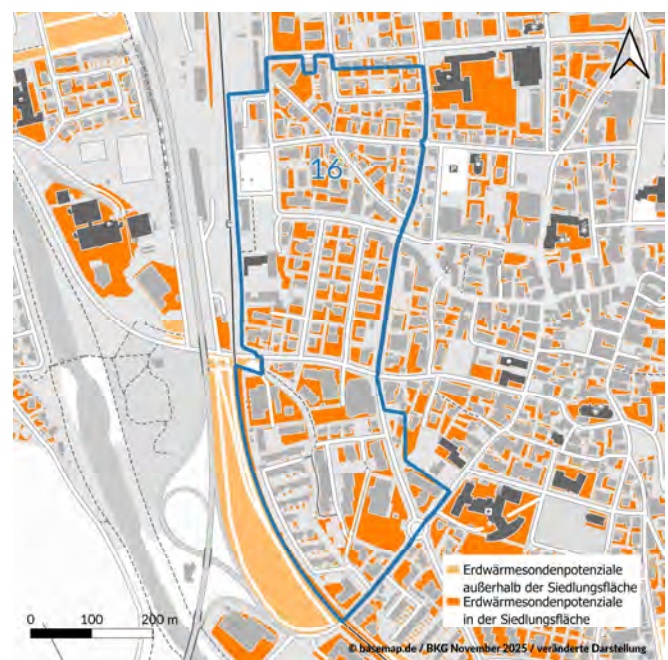 16
Erdwärmesondenpotenziale
außerhalb der Siedlungsfläche
Erdwärmesondenpotenziale
in der Siedlungsfläche
0 100 200 m
© basemap.de / BKG November 2025 / veränderte Darstellung